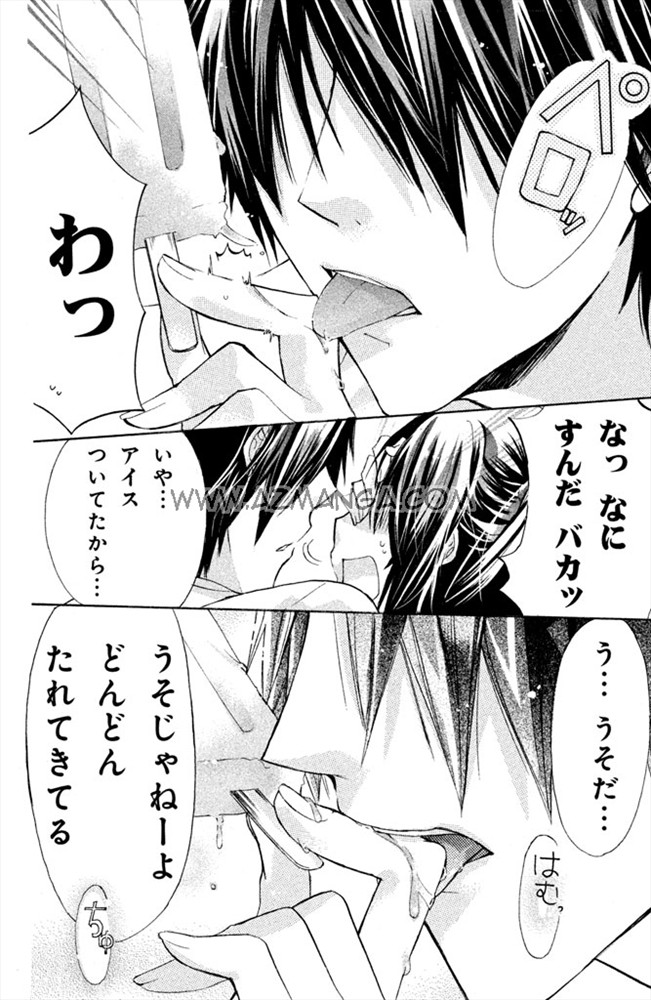 ペロッ
わっ
なっ なに
すんだ バカッ
いや…
アイス
ついてたから…
WWW.AZMANGA.COM
う… うそだ…
はむっ
うそじゃねーよ
どんどん
たれてきてる
ちゅ